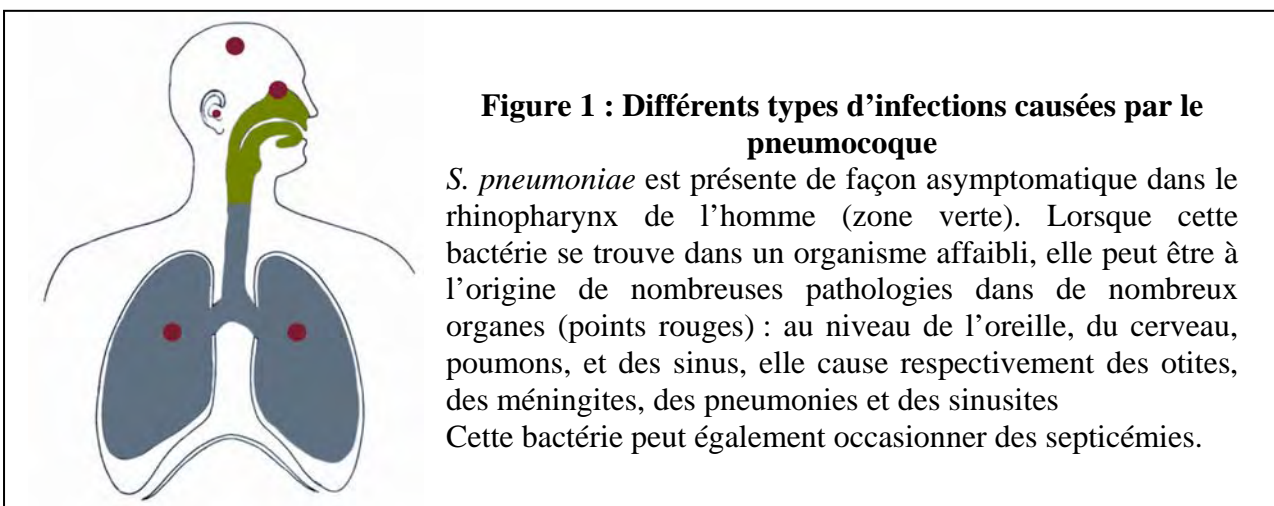 Figure 1 : Différents types d’infections causées par le
pneumocoque
S. pneumoniae est présente de façon asymptomatique dans le
rhinopharynx de l’homme (zone verte). Lorsque cette
bactérie se trouve dans un organisme affaibli, elle peut être à
l’origine de nombreuses pathologies dans de nombreux
organes (points rouges) : au niveau de l’oreille, du cerveau,
poumons, et des sinus, elle cause respectivement des otites,
des méningites, des pneumonies et des sinusites
Cette bactérie peut également occasionner des septicémies.